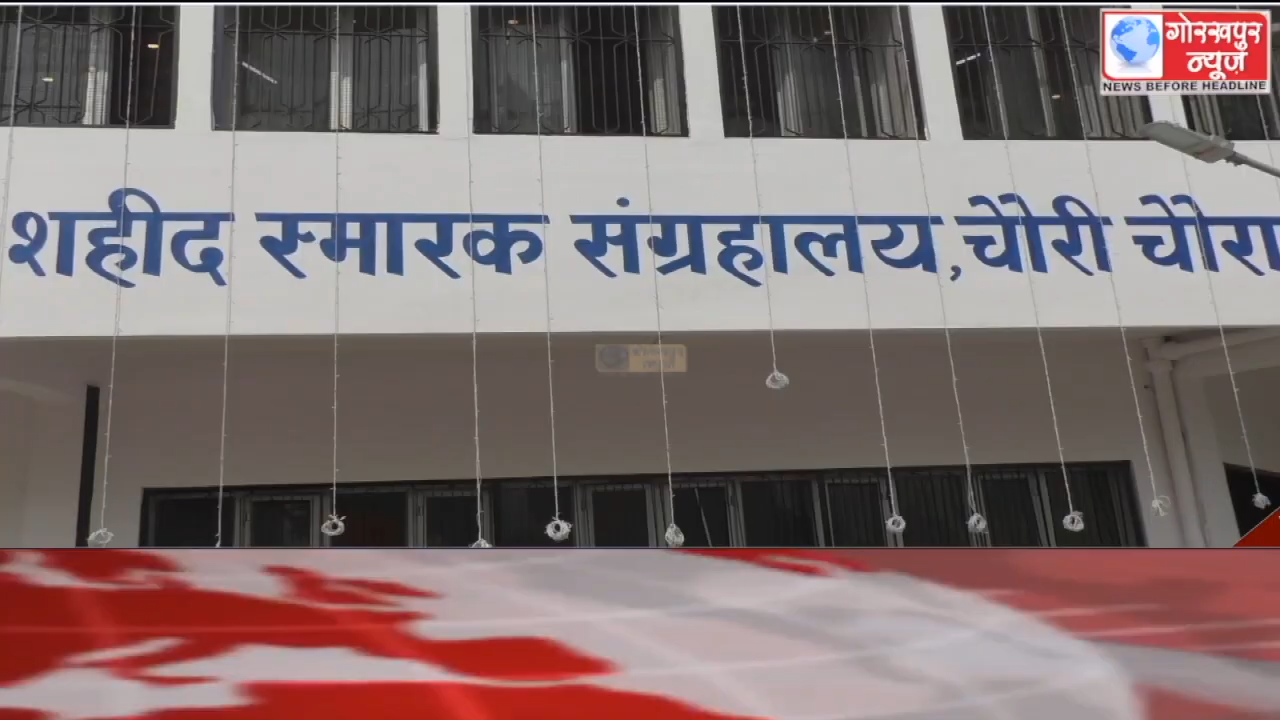 गोरखपुर
न्यूज़
NEWS BEFORE HEADLINE
शहीद स्मारक संग्रहालय, चौरी चौरा